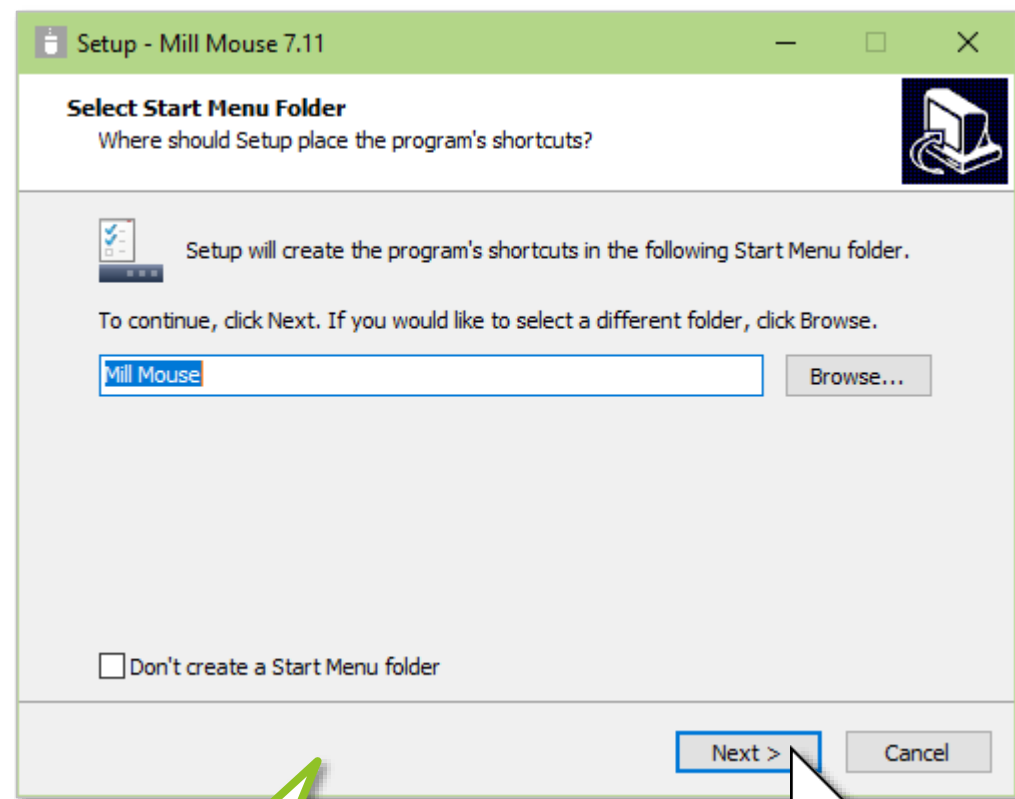 Setup - Mill Mouse 7.11
Select Start Menu Folder
Where should Setup place the program's shortcuts?
Setup will create the program's shortcuts in the following Start Menu folder.
To continue, click Next. If you would like to select a different folder, click Browse.
Mill Mouse
Browse...
Don't create a Start Menu folder
Next >
Cancel